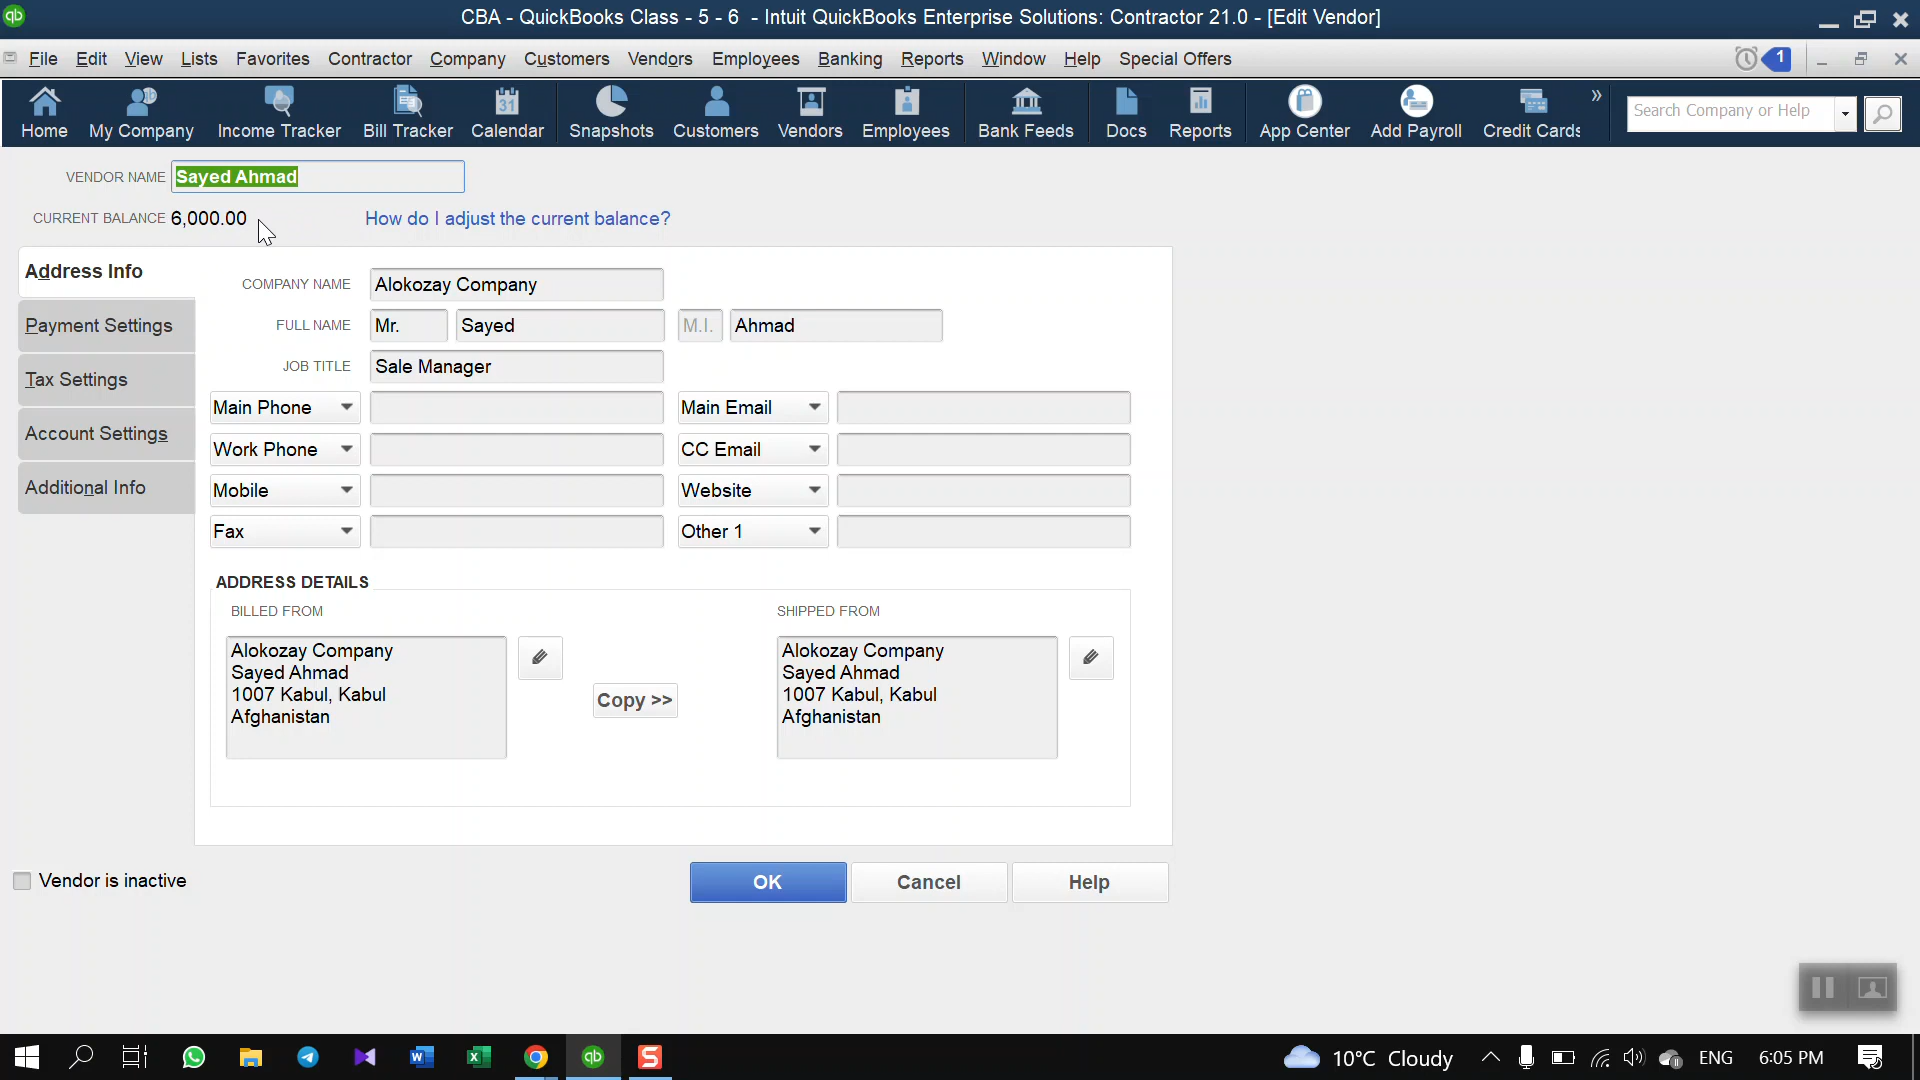 CBA - QuickBooks Class - 5 - 6 - Intuit QuickBooks Enterprise Solutions: Contractor 21.0 - [Edit Vendor]
File Edit View Lists Favorites Contractor Company Customers Vendors Employees Banking Reports Window Help Special Offers 1
Home My Company Income Tracker Bill Tracker Calendar Snapshots Customers Vendors Employees Bank Feeds Docs Reports App Center Add Payroll Credit Cards » Search Company or Help
VENDOR NAME Sayed Ahmad
CURRENT BALANCE 6,000.00 How do I adjust the current balance?
Address Info
Payment Settings
Tax Settings
Account Settings
Additional Info
COMPANY NAME Alokozay Company
FULL NAME Mr. Sayed M.I. Ahmad
JOB TITLE Sale Manager
Main Phone Main Email
Work Phone CC Email
Mobile Website
Fax Other 1
ADDRESS DETAILS
BILLED FROM
Alokozay Company
Sayed Ahmad
1007 Kabul, Kabul
Afghanistan
Copy >>
SHIPPED FROM
Alokozay Company
Sayed Ahmad
1007 Kabul, Kabul
Afghanistan
Vendor is inactive
OK Cancel Help
10°C Cloudy ENG 6:05 PM